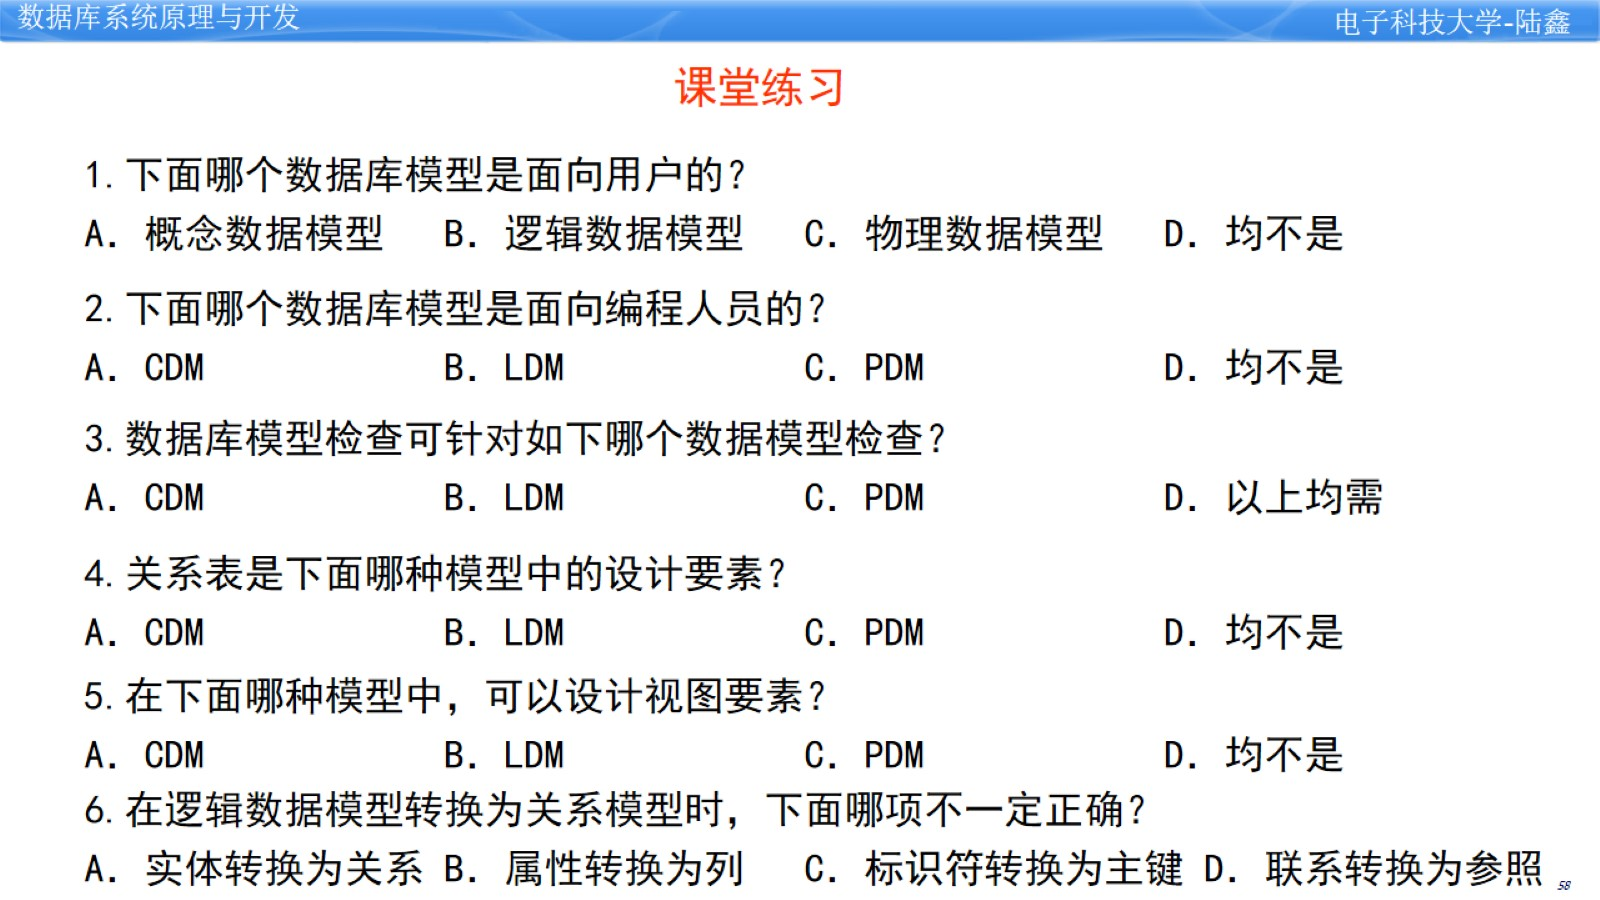 数据库系统原理与开发
电子科技大学-陆鑫
课堂练习
1.下面哪个数据库模型是面向用户的?
A. 概念数据模型 B. 逻辑数据模型 C. 物理数据模型 D. 均不是
2.下面哪个数据库模型是面向编程人员的?
A. CDM B. LDM C. PDM D. 均不是
3.数据库模型检查可针对如下哪个数据模型检查?
A. CDM B. LDM C. PDM D. 以上均需
4.关系表是下面哪种模型中的设计要素?
A. CDM B. LDM C. PDM D. 均不是
5.在下面哪种模型中，可以设计视图要素?
A. CDM B. LDM C. PDM D. 均不是
6.在逻辑数据模型转换为关系模型时，下面哪项不一定正确?
A. 实体转换为关系 B. 属性转换为列 C. 标识符转换为主键 D. 联系转换为参照
58